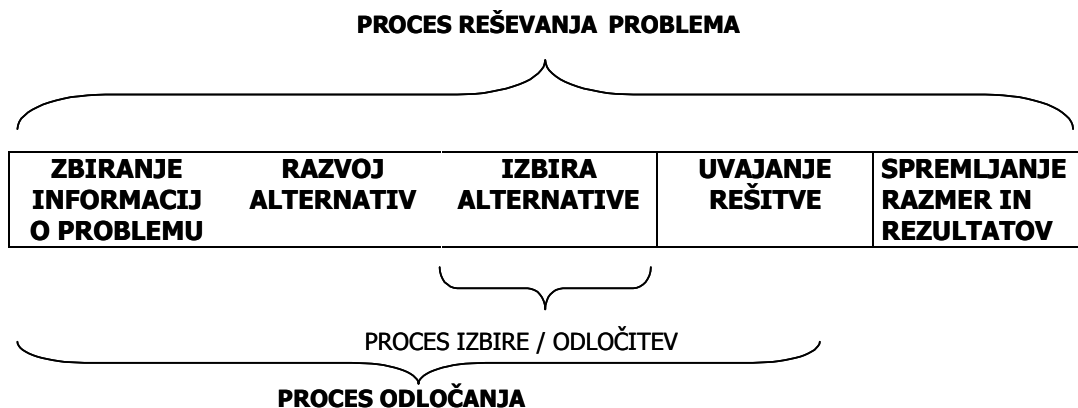 PROCES REŠEVANJA PROBLEMA
ZBIRANJE
INFORMACIJ
O PROBLEMU
RAZVOJ
ALTERNATIV
IZBIRA
ALTERNATIVE
UVAJANJE
REŠITVE
SPREMLJANJE
RAZMER IN
REZULTATOV
PROCES IZBIRE / ODLOČITEV
PROCES ODLOČANJA